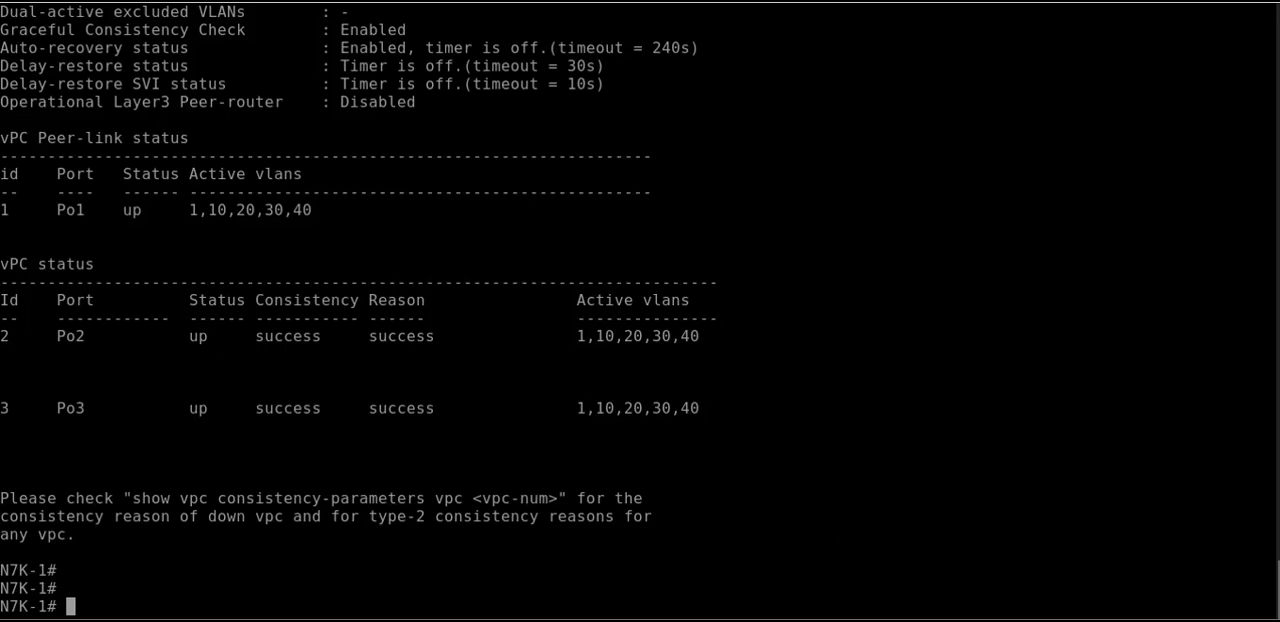 Dual-active excluded VLANs        : -
Graceful Consistency Check        : Enabled
Auto-recovery status              : Enabled, timer is off.(timeout = 240s)
Delay-restore status              : Timer is off.(timeout = 30s)
Delay-restore SVI status          : Timer is off.(timeout = 10s)
Operational Layer3 Peer-router    : Disabled

vPC Peer-link status
---------------------------------------------------------------------
id    Port   Status Active vlans
--    ----   ------ -------------------------------------------------
1     Po1    up     1,10,20,30,40

vPC status
----------------------------------------------------------------------------
Id    Port          Status Consistency Reason                Active vlans
--    ------------  ------ ----------- ------                ---------------
2     Po2           up     success     success               1,10,20,30,40

3     Po3           up     success     success               1,10,20,30,40

Please check "show vpc consistency-parameters vpc <vpc-num>" for the
consistency reason of down vpc and for type-2 consistency reasons for
any vpc.

N7K-1#
N7K-1#
N7K-1#